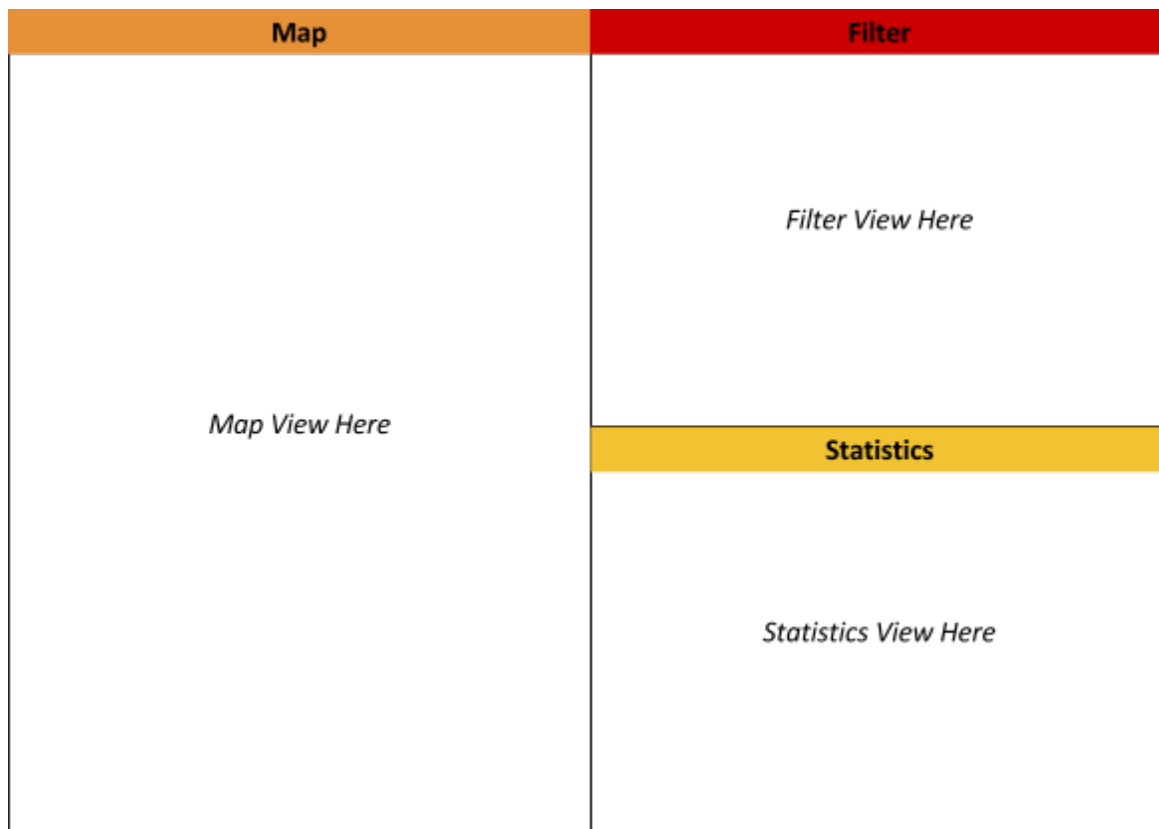 Map
Map View Here
Filter
Filter View Here
Statistics
Statistics View Here